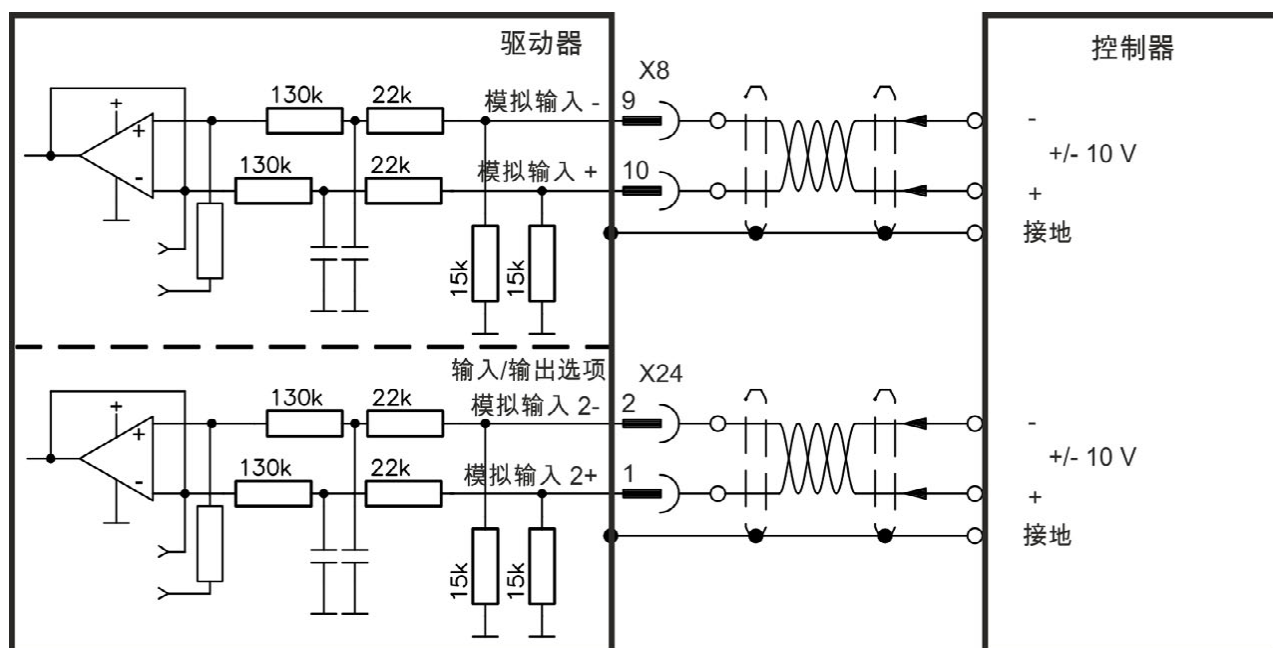 驱动器
控制器
X8
130k 22k 模拟输入 - 9 -
+/- 10 V
130k 22k 模拟输入 + 10 +
接地
15k 15k
输入/输出选项 X24
130k 22k 模拟输入 2- 2 -
+/- 10 V
130k 22k 模拟输入 2+ 1 +
接地
15k 15k